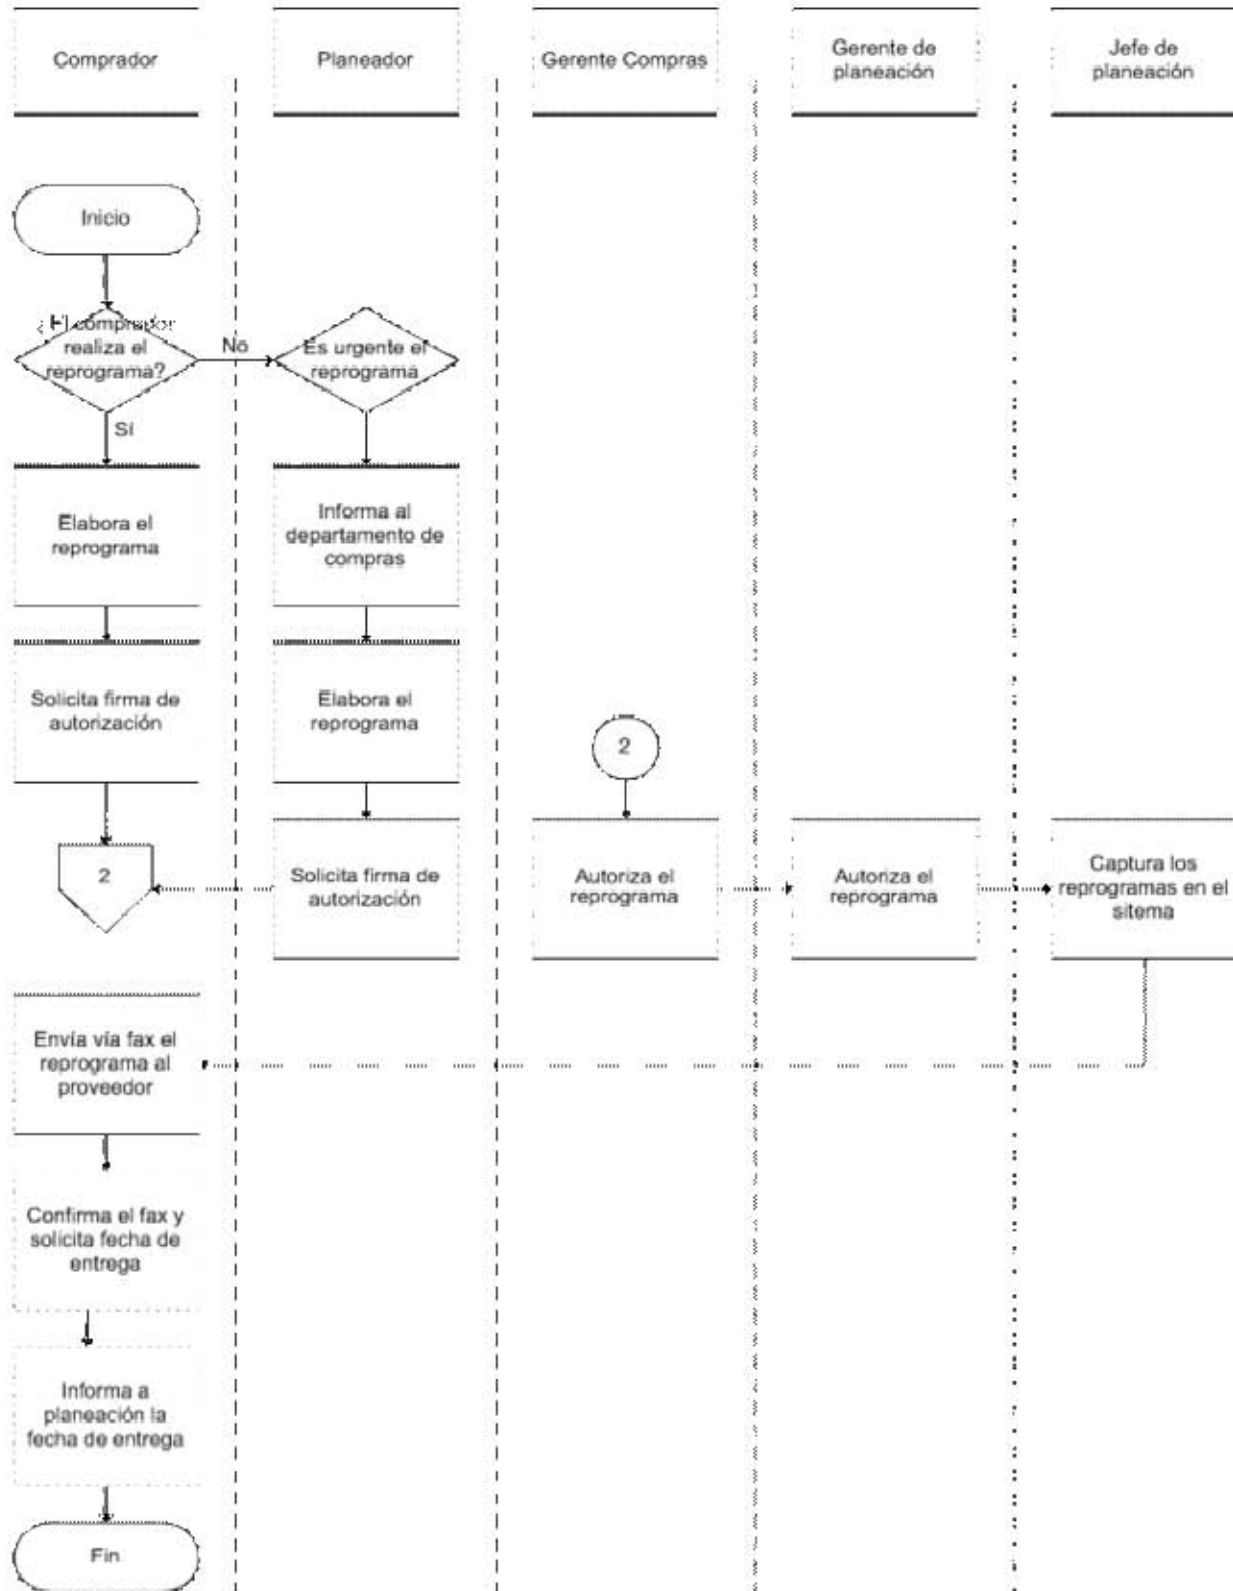 Comprador
Planeador
Gerente Compras
Gerente de
planeación
Jefe de
planeación
Inicio
¿ El comprador
realiza el
reprograma?
No
Es urgente el
reprograma
Sí
Elabora el
reprograma
Informa al
departamento de
compras
Solicita firma de
autorización
Elabora el
reprograma
2
2
Solicita firma de
autorización
Autoriza el
reprograma
Autoriza el
reprograma
Captura los
reprogramas en el
sitema
Envía vía fax el
reprograma al
proveedor
Confirma el fax y
solicita fecha de
entrega
Informa a
planeación la
fecha de entrega
Fin